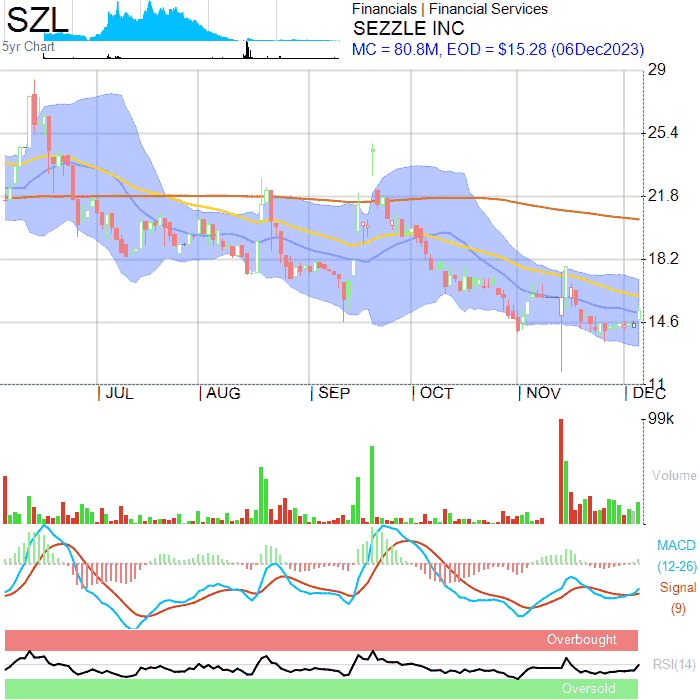 SZL
5yr Chart
Financials | Financial Services
SEZZLE INC
MC = 80.8M, EOD = $15.28 (06Dec2023)
29
25.4
21.8
18.2
14.6
11
JUL AUG SEP OCT NOV DEC
99k
Volume
MACD
(12-26)
Signal
(9)
Overbought
RSI(14)
Oversold